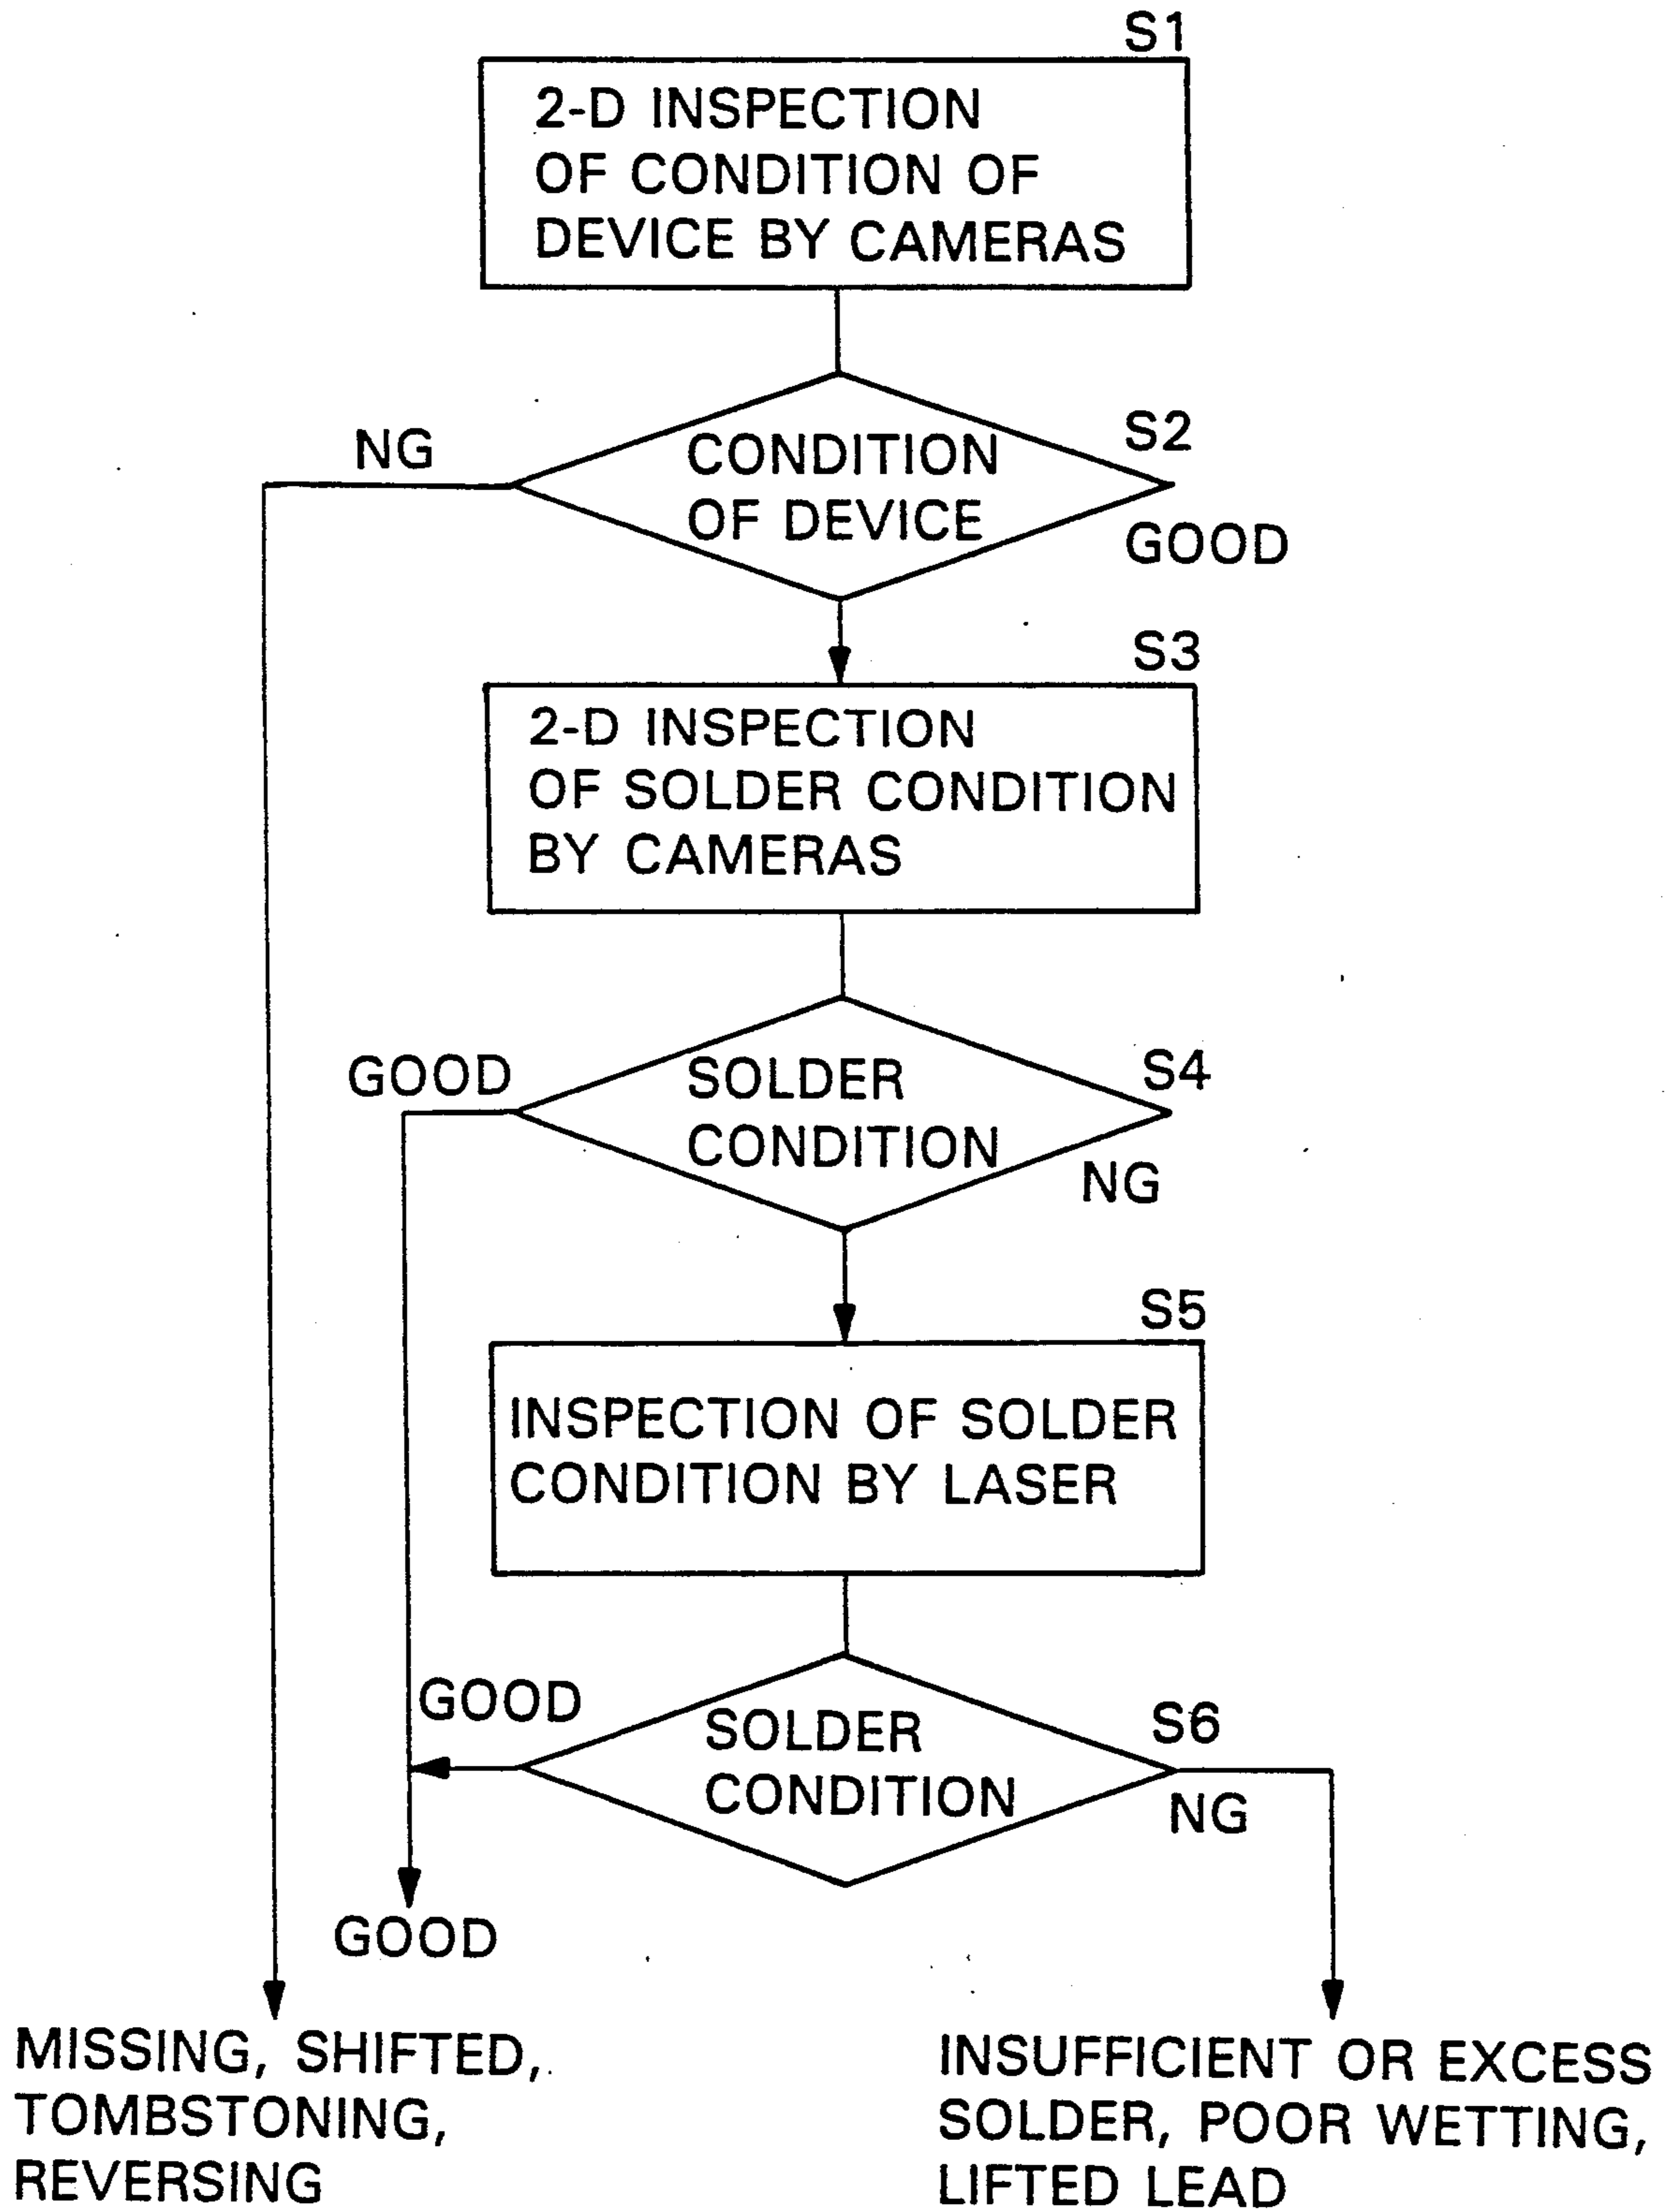 S1
2-D INSPECTION
OF CONDITION OF
DEVICE BY CAMERAS
NG
CONDITION
OF DEVICE
S2
GOOD
S3
2-D INSPECTION
OF SOLDER CONDITION
BY CAMERAS
GOOD
SOLDER
CONDITION
S4
NG
S5
INSPECTION OF SOLDER
CONDITION BY LASER
GOOD
SOLDER
CONDITION
S6
NG
GOOD
MISSING, SHIFTED,
TOMBSTONING,
REVERSING
INSUFFICIENT OR EXCESS
SOLDER, POOR WETTING,
LIFTED LEAD